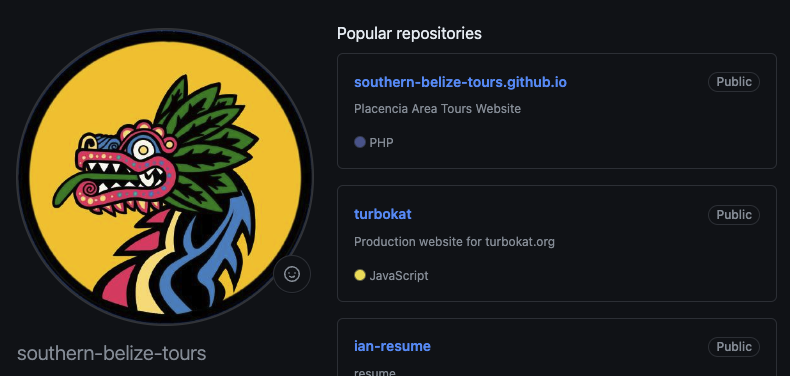 Popular repositories
southern-belize-tours.github.io
Public
Placencia Area Tours Website
PHP
turbokat
Public
Production website for turbokat.org
JavaScript
southern-belize-tours
ian-resume
Public
resume